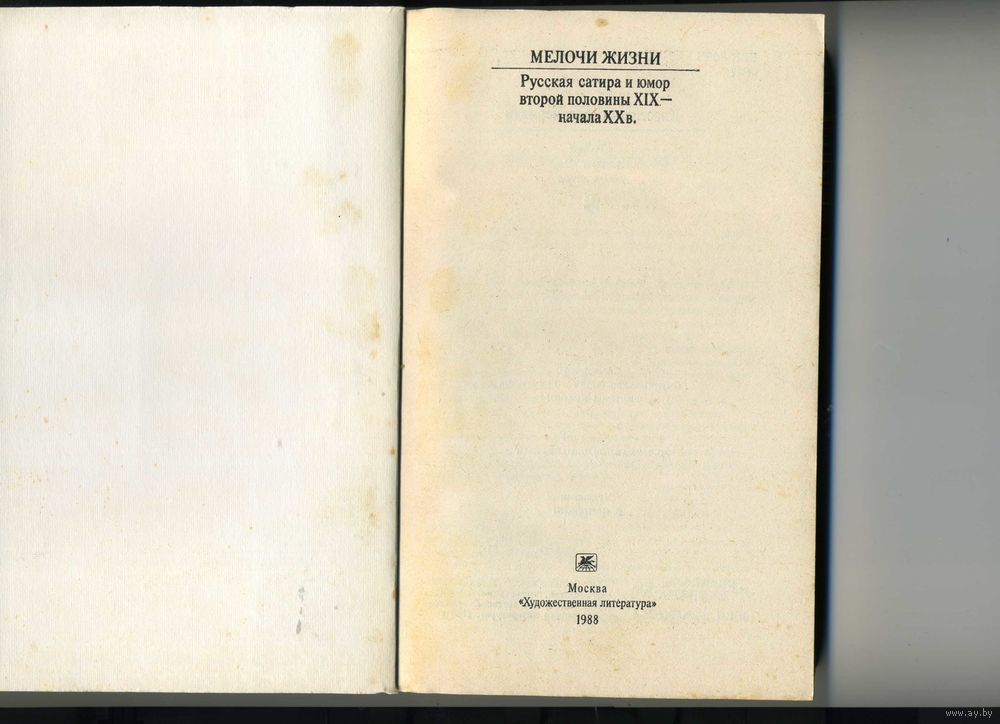 МЕЛОЧИ ЖИЗНИ
Русская сатира и юмор
второй половины XIX—
начала XX в.
Москва
«Художественная литература»
1988
www.ay.by